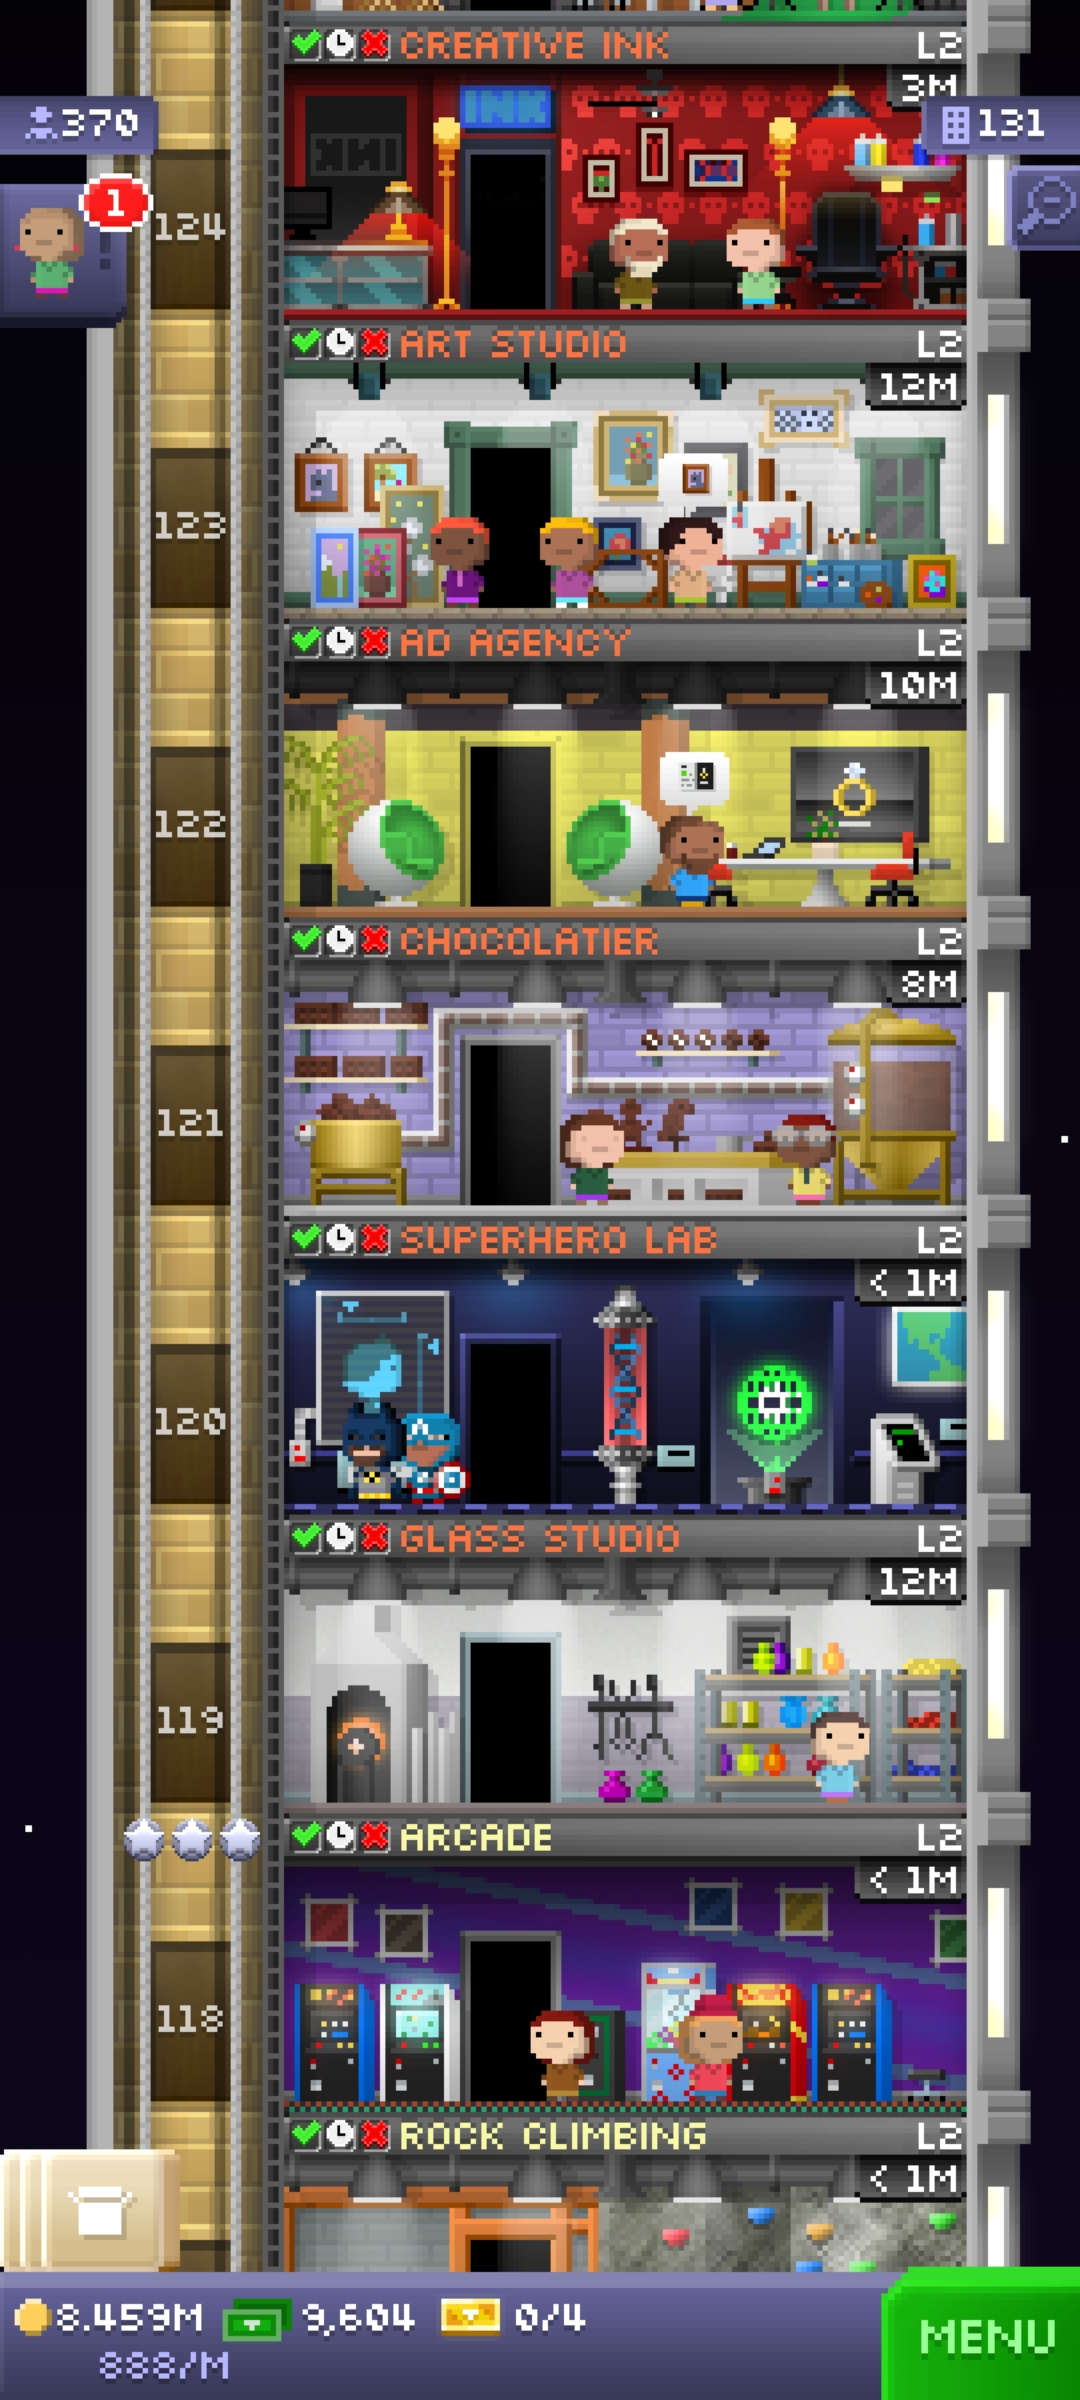 CREATIVE INK L2
3M
370
131
INK
1
124
ART STUDIO L2
12M
123
AD AGENCY L2
10M
122
CHOCOLATIER L2
8M
121
SUPERHERO LAB L2
< 1M
120
GLASS STUDIO L2
12M
119
ARCADE L2
< 1M
118
ROCK CLIMBING L2
< 1M
8.459M 9,604 0/4
888/M
MENU